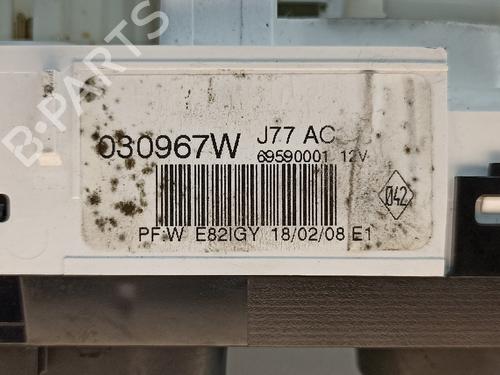 B-PARTS
030967W J77 AC
69590001 12V
042
PF:W E82IGY 18/02/08 E1